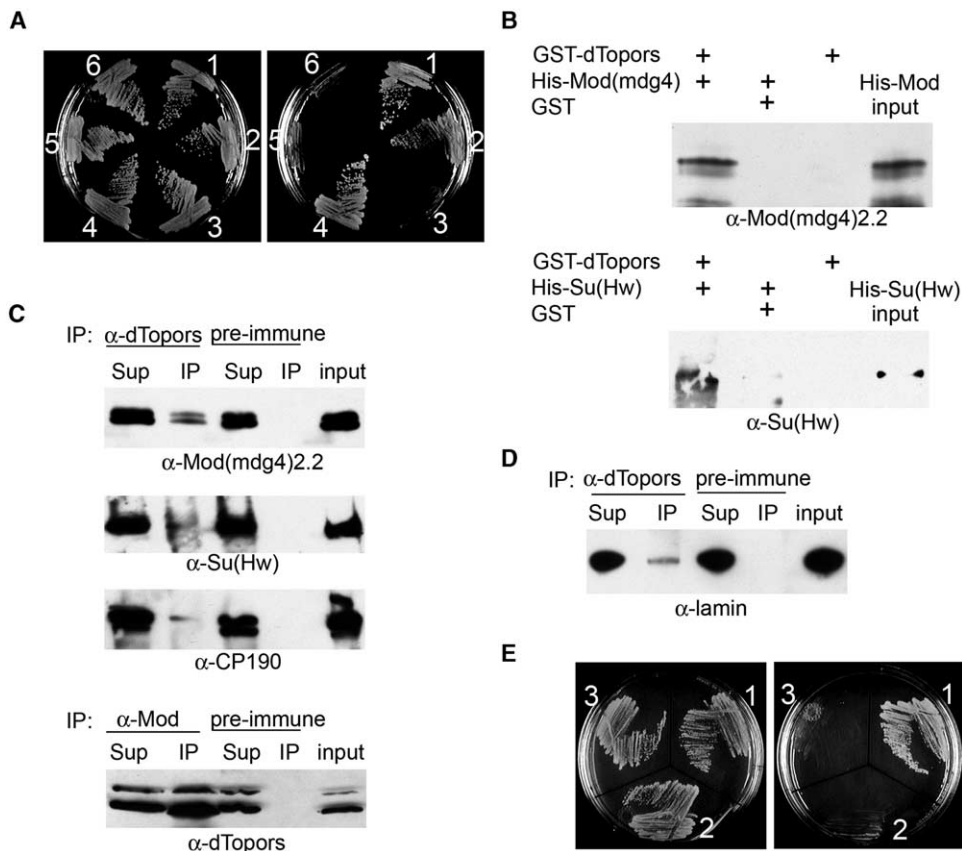 A
6 1
5 2
4 3
6 1
5 2
4 3
B
GST-dTopors + +
His-Mod(mdg4) + + His-Mod
GST + input
α-Mod(mdg4)2.2
GST-dTopors + +
His-Su(Hw) + + His-Su(Hw)
GST + input
α-Su(Hw)
C
IP: α-dTopors pre-immune
Sup IP Sup IP input
α-Mod(mdg4)2.2
α-Su(Hw)
α-CP190
IP: α-Mod pre-immune
Sup IP Sup IP input
α-dTopors
D
IP: α-dTopors pre-immune
Sup IP Sup IP input
α-lamin
E
3 1
2
3 1
2